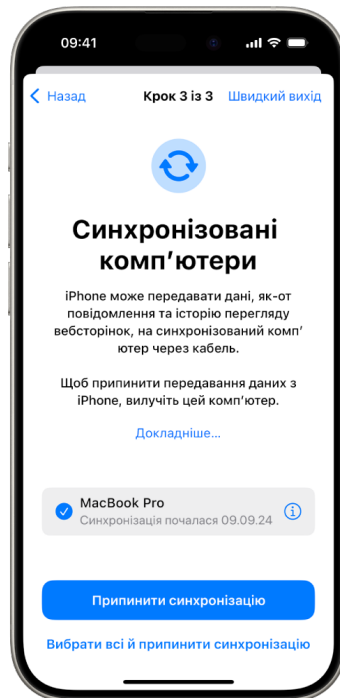 09:41
Назад
Крок 3 із 3
Швидкий вихід
Синхронізовані
комп’ютери
iPhone може передавати дані, як-от
повідомлення та історію перегляду
вебсторінок, на синхронізований комп’
ютер через кабель.
Щоб припинити передавання даних з
iPhone, вилучіть цей комп’ютер.
Докладніше...
MacBook Pro
Синхронізація почалася 09.09.24
Припинити синхронізацію
Вибрати всі й припинити синхронізацію